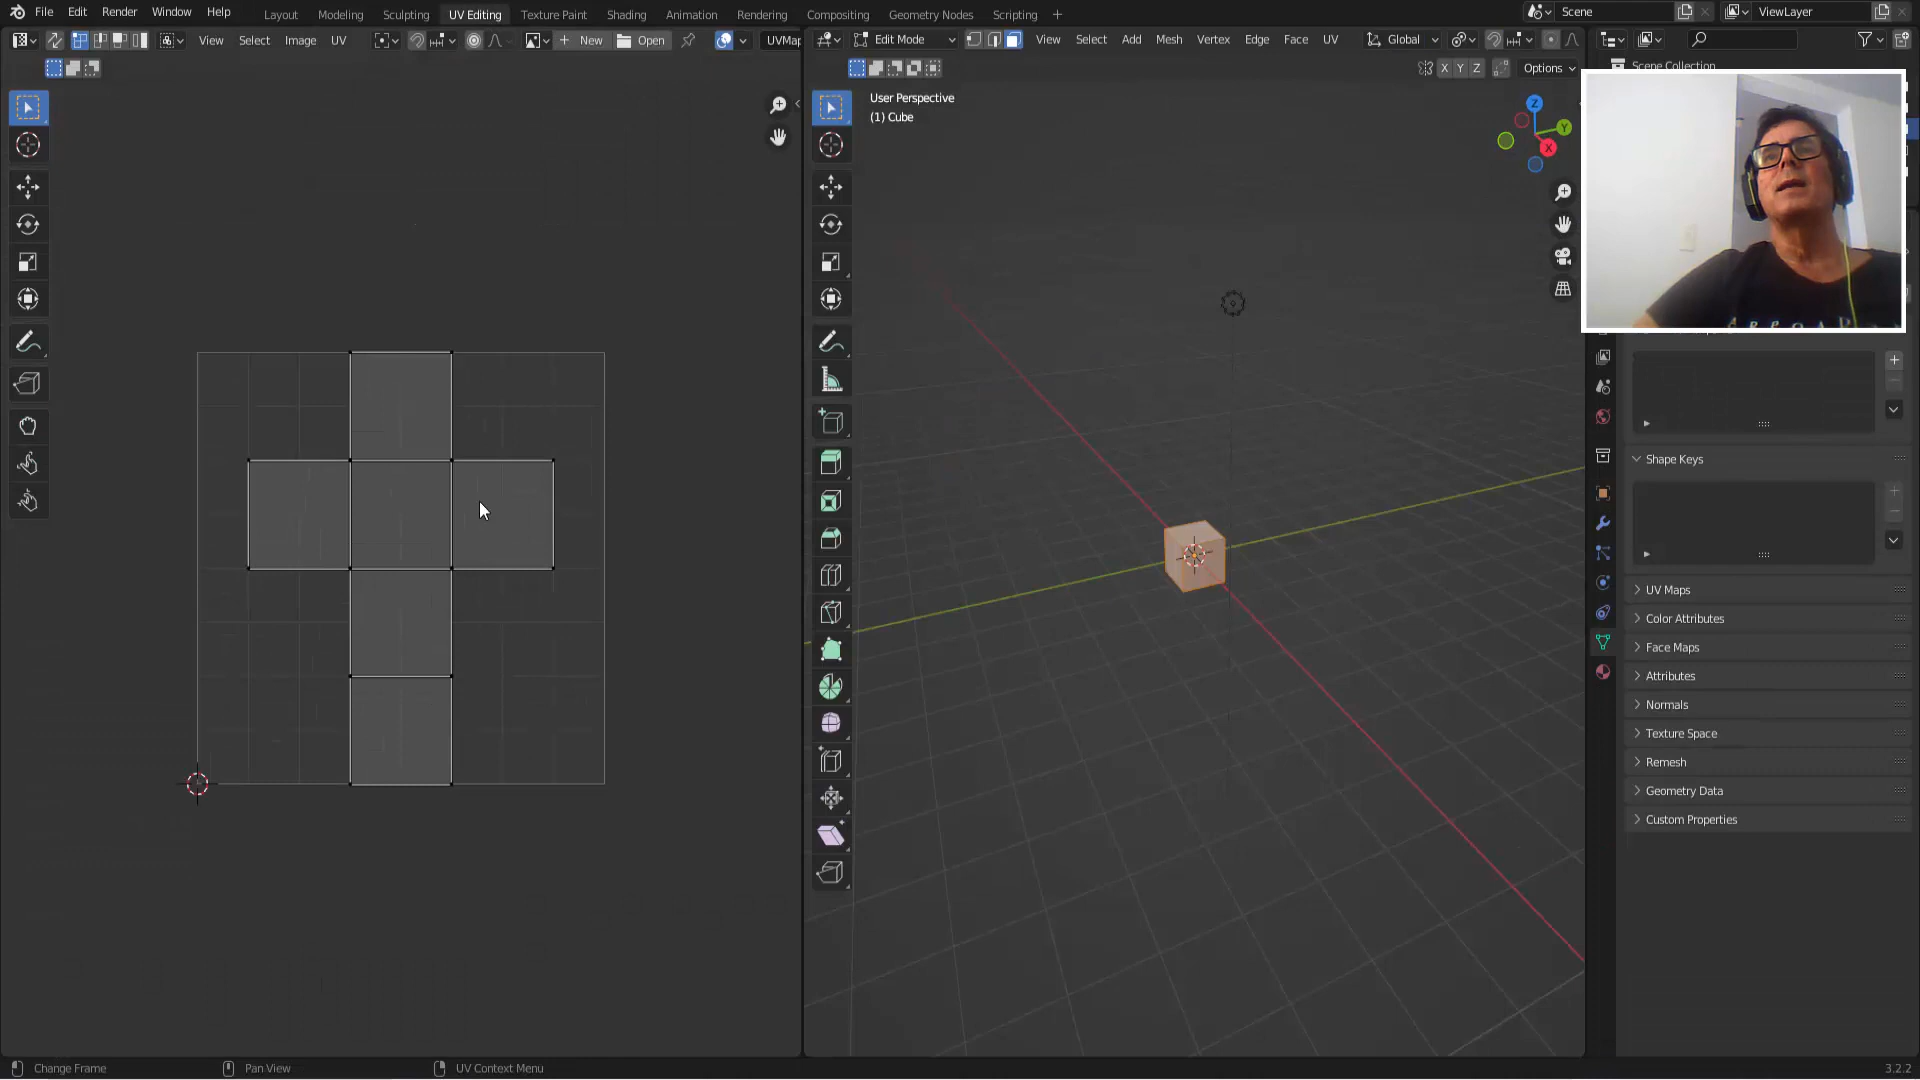 File Edit Render Window Help
Layout Modeling Sculpting UV Editing Texture Paint Shading Animation Rendering Compositing Geometry Nodes Scripting
Scene
ViewLayer
View Select Image UV
New
Open
UVMap
Edit Mode
View Select Add Mesh Vertex Edge Face UV
Global
X Y Z
Options
Scene Collection
User Perspective
(1) Cube
Z
Y
X
Shape Keys
UV Maps
Color Attributes
Face Maps
Attributes
Normals
Texture Space
Remesh
Geometry Data
Custom Properties
Change Frame
Pan View
UV Context Menu
3.2.2